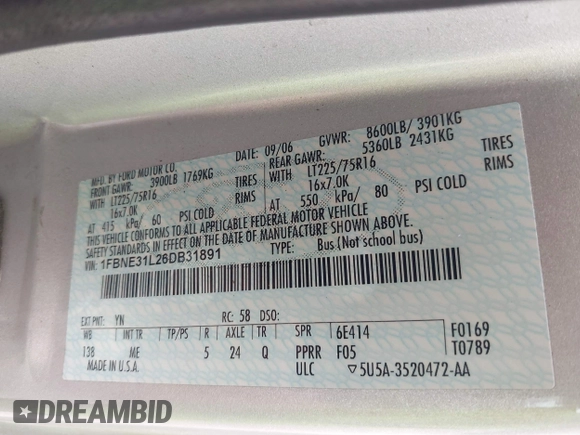 MFD. BY FORD MOTOR CO.
DATE: 09/06 GVWR: 8600LB/ 3901KG
FRONT GAWR: 3900LB 1769KG REAR GAWR: 5360LB 2431KG
WITH LT225/75R16 TIRES WITH LT225/75R16 TIRES
16x7.0K 16x7.0K
AT 415 kPa/ 60 PSI COLD AT 550 kPa/ 80 PSI COLD
THIS VEHICLE CONFORMS TO ALL APPLICABLE FEDERAL MOTOR VEHICLE
SAFETY STANDARDS IN EFFECT ON THE DATE OF MANUFACTURE SHOWN ABOVE.
VIN: 1FBNE31L26DB31891 TYPE: Bus(Not school bus)
EXT PNT: YN RC: 58 DSO:
WB INT TR TP/PS R AXLE TR SPR 6E414 F0169
138 ME 5 24 Q PPRR F05 T0789
MADE IN U.S.A. ULC ▽5U5A-3520472-AA
DREAMBID